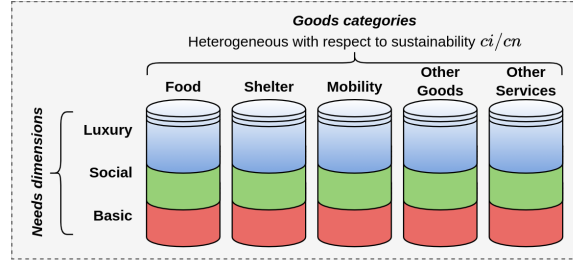 Goods categories
Heterogeneous with respect to sustainability ci/cn
Food Shelter Mobility Other Goods Other Services
Needs dimensions
Luxury
Social
Basic